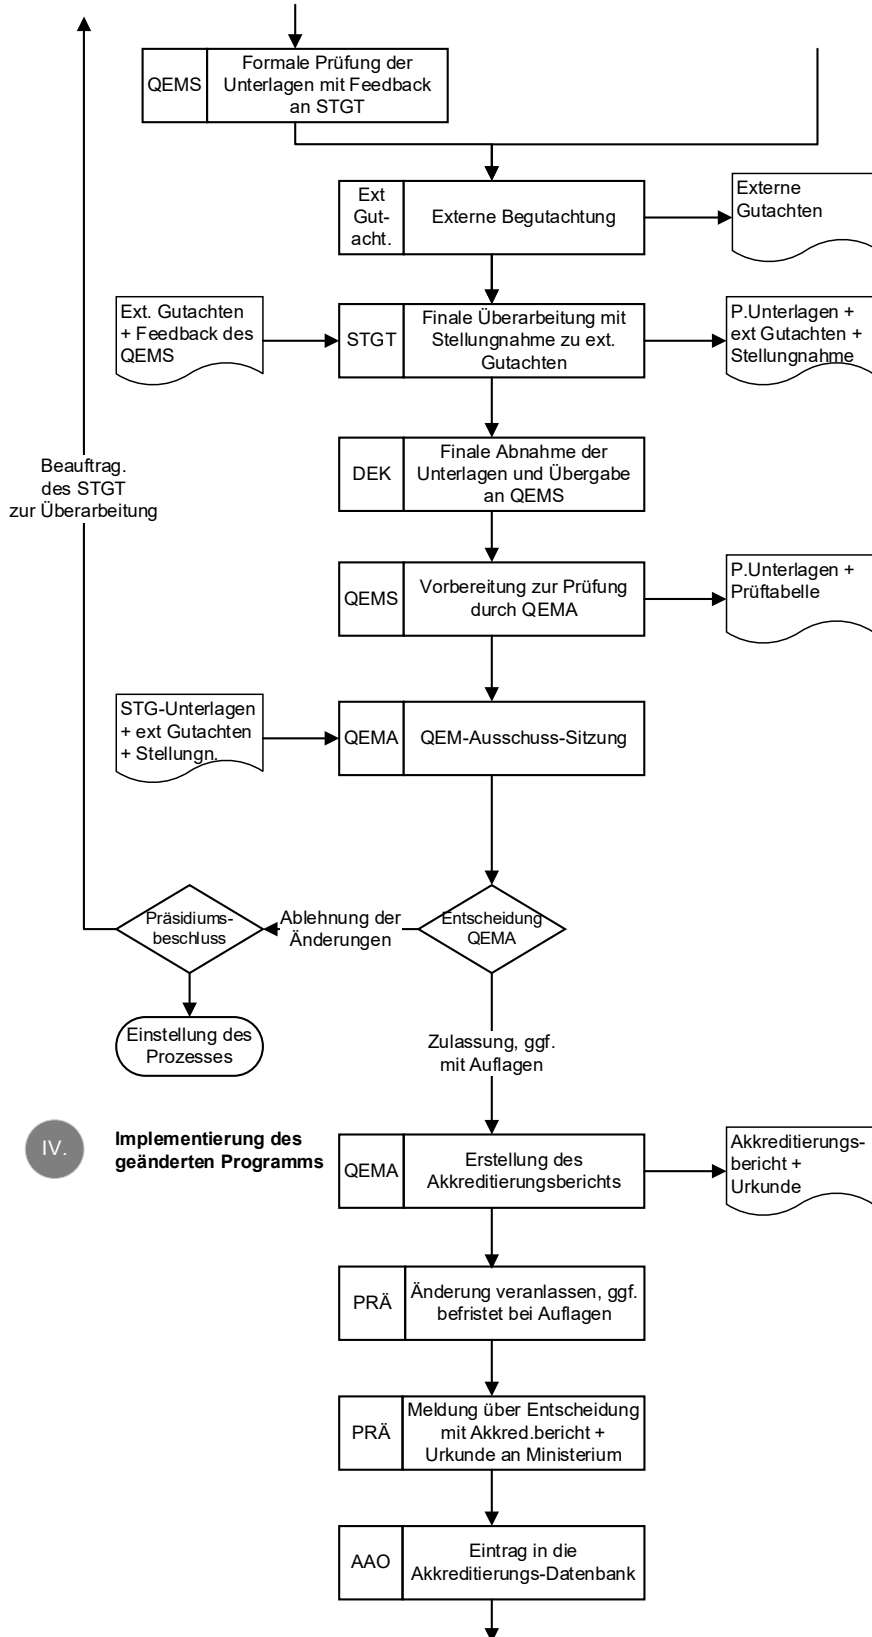 QEMS
Formale Prüfung der
Unterlagen mit Feedback
an STGT
Ext
Gut-
acht.
Externe Begutachtung
Externe
Gutachten
Ext. Gutachten
+ Feedback des
QEMS
STGT
Finale Überarbeitung mit
Stellungnahme zu ext.
Gutachten
P.Unterlagen +
ext Gutachten +
Stellungnahme
Beauftrag.
des STGT
zur Überarbeitung
DEK
Finale Abnahme der
Unterlagen und Übergabe
an QEMS
QEMS
Vorbereitung zur Prüfung
durch QEMA
P.Unterlagen +
Prüftabelle
STG-Unterlagen
+ ext Gutachten
+ Stellungn.
QEMA
QEM-Ausschuss-Sitzung
Präsidiums-
beschluss
Ablehnung der
Änderungen
Entscheidung
QEMA
Einstellung des
Prozesses
Zulassung, ggf.
mit Auflagen
IV.
Implementierung des
geänderten Programms
QEMA
Erstellung des
Akkreditierungsberichts
Akkreditierungs-
bericht +
Urkunde
PRÄ
Änderung veranlassen, ggf.
befristet bei Auflagen
PRÄ
Meldung über Entscheidung
mit Akkred.bericht +
Urkunde an Ministerium
AAO
Eintrag in die
Akkreditierungs-Datenbank